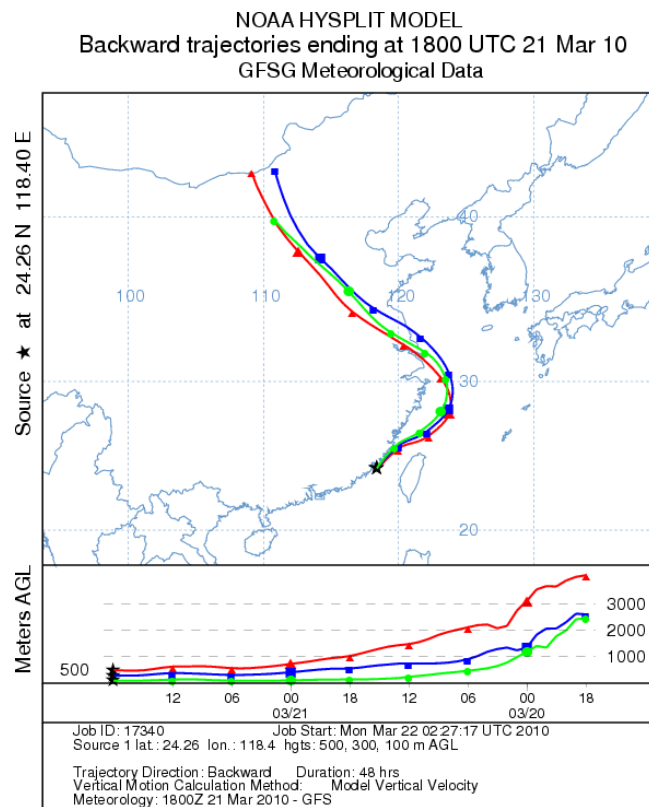 NOAA HYSPLIT MODEL
Backward trajectories ending at 1800 UTC 21 Mar 10
GFSG Meteorological Data
Source ★ at 24.26 N 118.40 E
40
100 110 120 130
30
20
Meters AGL
3000
2000
1000
500
12 06 00 18 12 06 00 18
03/21 03/20
Job ID: 17340 Job Start: Mon Mar 22 02:27:17 UTC 2010
Source 1 lat.: 24.26 lon.: 118.4 hgts: 500, 300, 100 m AGL
Trajectory Direction: Backward Duration: 48 hrs
Vertical Motion Calculation Method: Model Vertical Velocity
Meteorology: 1800Z 21 Mar 2010 - GFS